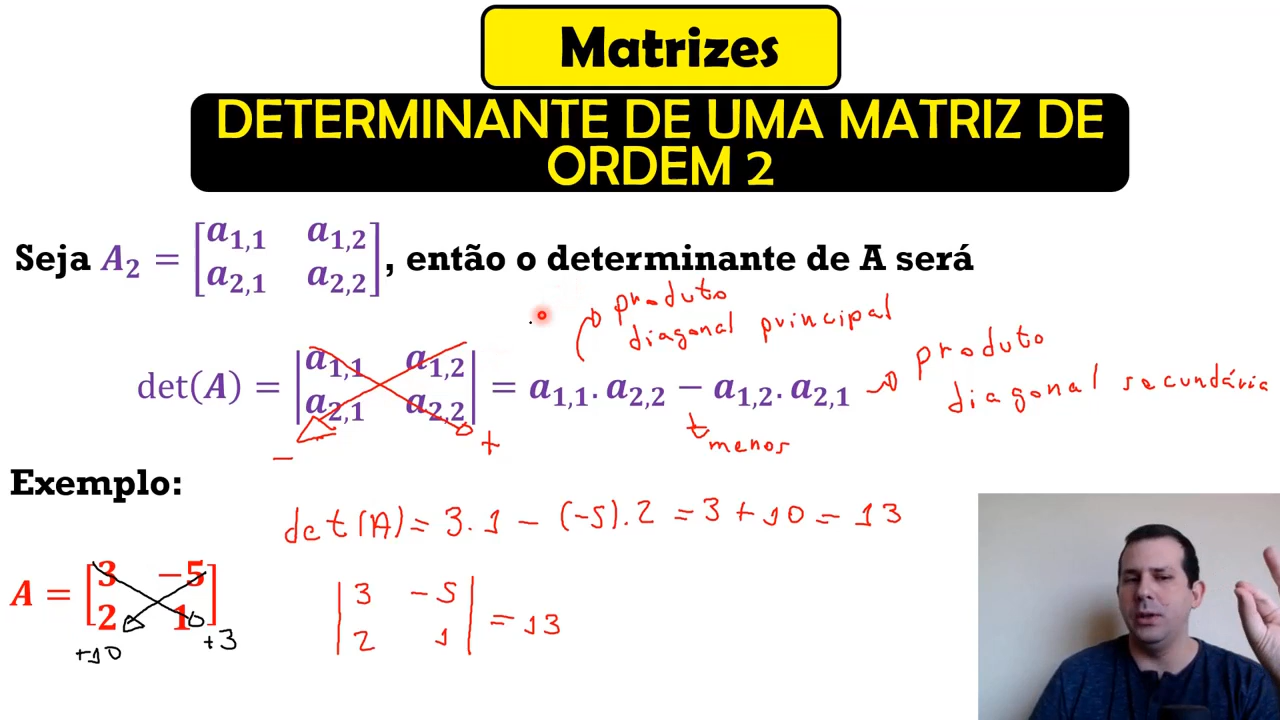 Matrizes
DETERMINANTE DE UMA MATRIZ DE
ORDEM 2
Seja A₂ = [a₁,₁ a₁,₂
a₂,₁ a₂,₂], então o determinante de A será
produto
diagonal principal
produto
diagonal secundária
det(A) = |a₁,₁ a₁,₂
a₂,₁ a₂,₂| = a₁,₁. a₂,₂ − a₁,₂. a₂,₁
menos
− +
Exemplo:
det(A) = 3.1 − (−5).2 = 3 + 10 = 13
A = [3 −5
2 1]
+10 +3
|3 −5
2 1| = 13